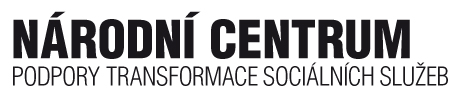 NÁRODNÍ CENTRUM
PODPORY TRANSFORMACE SOCIÁLNÍCH SLUŽEB